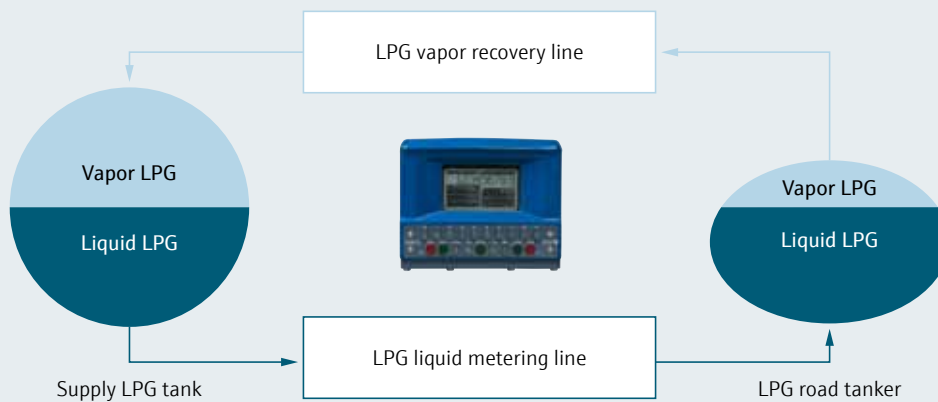 LPG vapor recovery line
Vapor LPG
Liquid LPG
Vapor LPG
Liquid LPG
LPG liquid metering line
Supply LPG tank
LPG road tanker